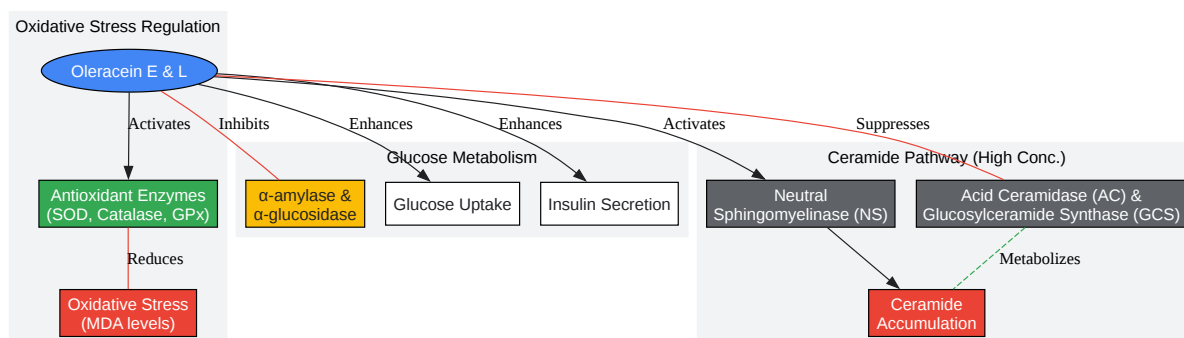 Oxidative Stress Regulation
Oleracein E & L
Activates
Inhibits
Enhances
Enhances
Activates
Suppresses
Glucose Metabolism
Ceramide Pathway (High Conc.)
Antioxidant Enzymes
(SOD, Catalase, GPx)
α-amylase &
α-glucosidase
Glucose Uptake
Insulin Secretion
Neutral
Sphingomyelinase (NS)
Acid Ceramidase (AC) &
Glucosylceramide Synthase (GCS)
Reduces
Metabolizes
Oxidative Stress
(MDA levels)
Ceramide
Accumulation